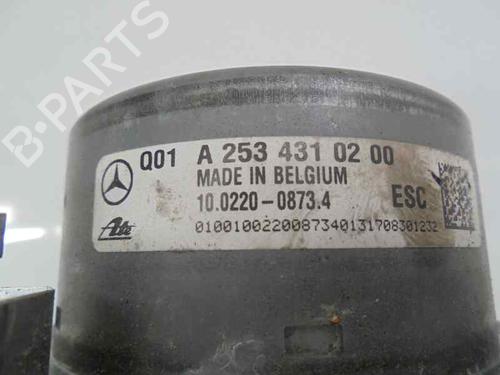 Q01 A 253 431 02 00
MADE IN BELGIUM
10.0220-0873.4 ESC
Ate 0100100220087340131708301232
B-PARTS